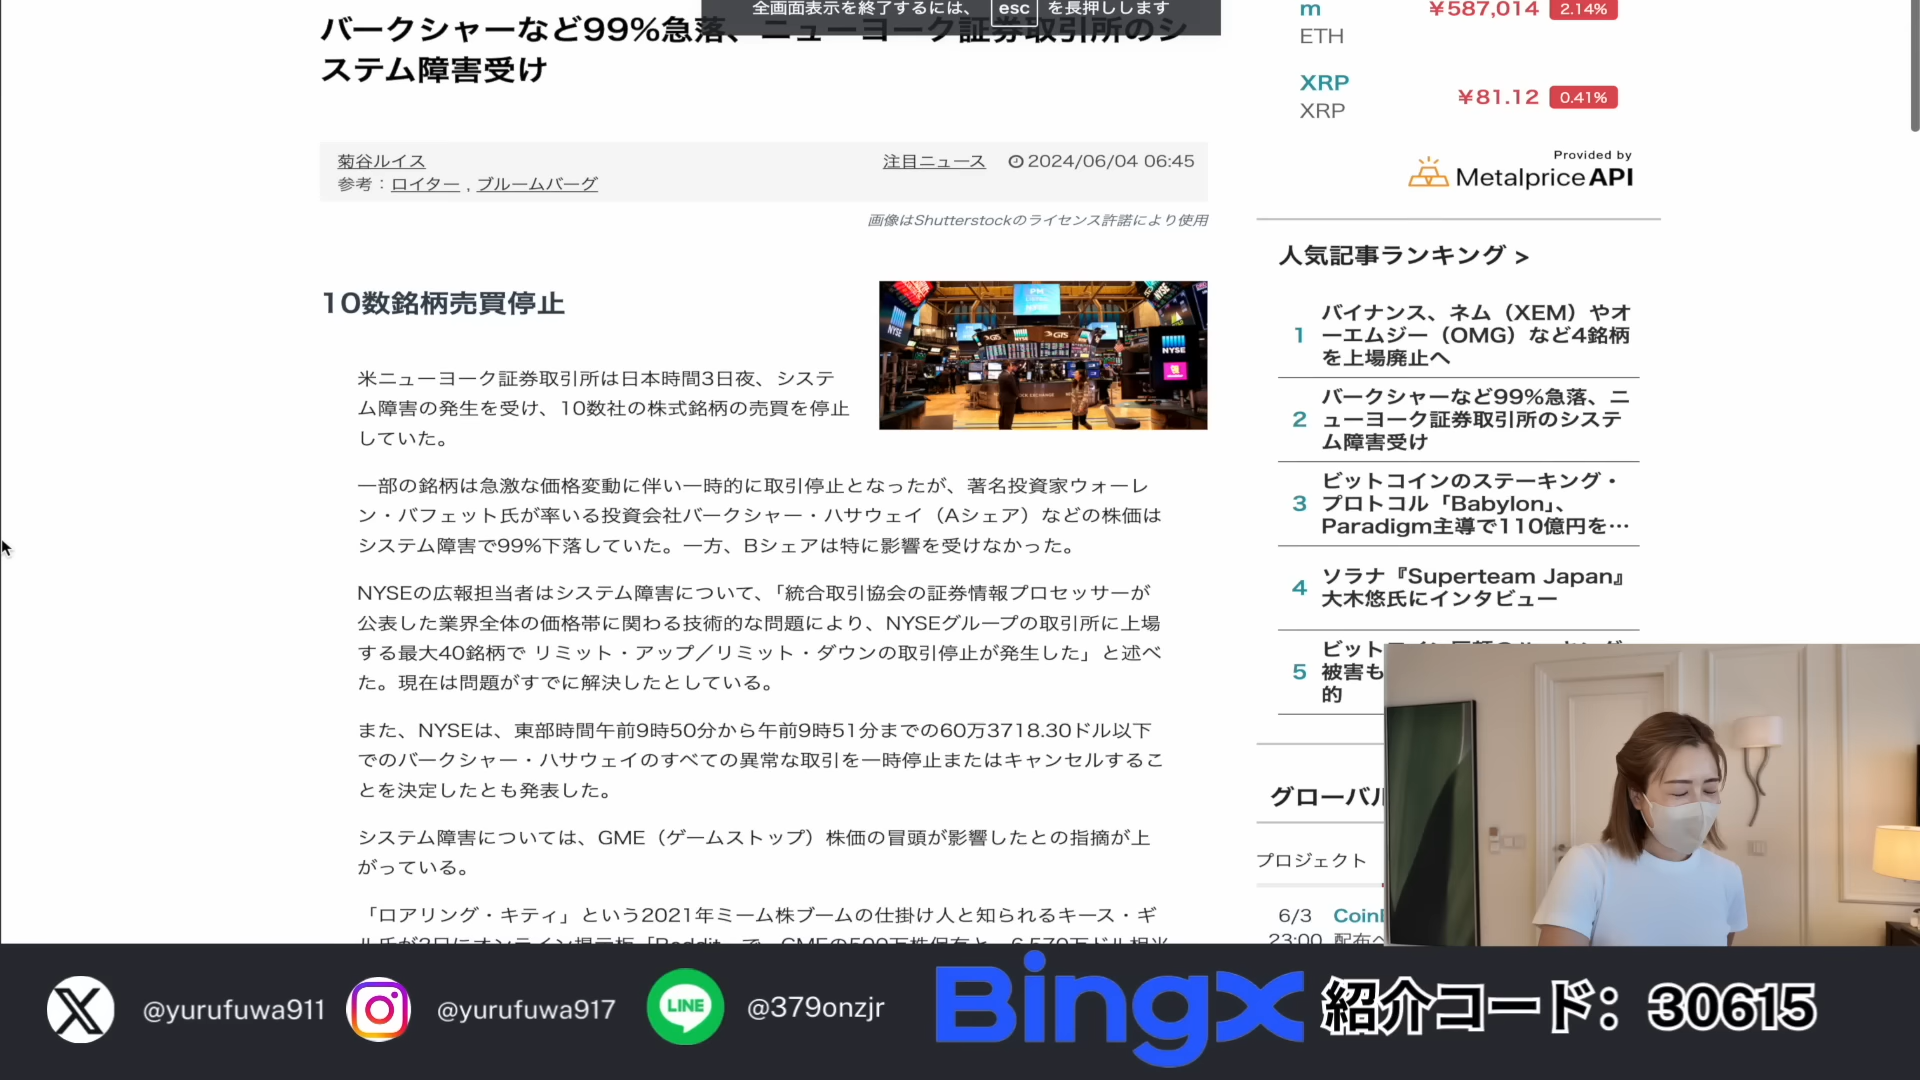 全画面表示を終了するには、 esc を長押しします
バークシャーなど99%急落、ニューヨーク証券取引所のシ
ステム障害受け
菊谷ルイス
注目ニュース 2024/06/04 06:45
参考：ロイター , ブルームバーグ
画像はShutterstockのライセンス許諾により使用
10数銘柄売買停止
米ニューヨーク証券取引所は日本時間3日夜、システ
ム障害の発生を受け、10数社の株式銘柄の売買を停止
していた。
一部の銘柄は急激な価格変動に伴い一時的に取引停止となったが、著名投資家ウォーレ
ン・バフェット氏が率いる投資会社バークシャー・ハサウェイ（Aシェア）などの株価は
システム障害で99%下落していた。一方、Bシェアは特に影響を受けなかった。
NYSEの広報担当者はシステム障害について、「統合取引協会の証券情報プロセッサーが
公表した業界全体の価格帯に関わる技術的な問題により、NYSEグループの取引所に上場
する最大40銘柄で リミット・アップ／リミット・ダウンの取引停止が発生した」と述べ
た。現在は問題がすでに解決したとしている。
また、NYSEは、東部時間午前9時50分から午前9時51分までの60万3718.30ドル以下
でのバークシャー・ハサウェイのすべての異常な取引を一時停止またはキャンセルするこ
とを決定したとも発表した。
システム障害については、GME（ゲームストップ）株価の冒頭が影響したとの指摘が上
がっている。
「ロアリング・キティ」という2021年ミーム株ブームの仕掛け人と知られるキース・ギ
m ¥587,014 2.14%
ETH
XRP ¥81.12 0.41%
XRP
Provided by
MetalpriceAPI
人気記事ランキング >
1 バイナンス、ネム（XEM）やオ
ーエムジー（OMG）など4銘柄
を上場廃止へ
2 バークシャーなど99%急落、ニ
ューヨーク証券取引所のシステ
ム障害受け
3 ビットコインのステーキング・
プロトコル「Babylon」、
Paradigm主導で110億円を…
4 ソラナ『Superteam Japan』
大木悠氏にインタビュー
5 ビット
被害も
的
グローバル
プロジェクト
6/3 Coin
23:00 配布へ
NYSE
NYSE
@yurufuwa911 @yurufuwa917 LINE @379onzjr BingX 紹介コード：30615